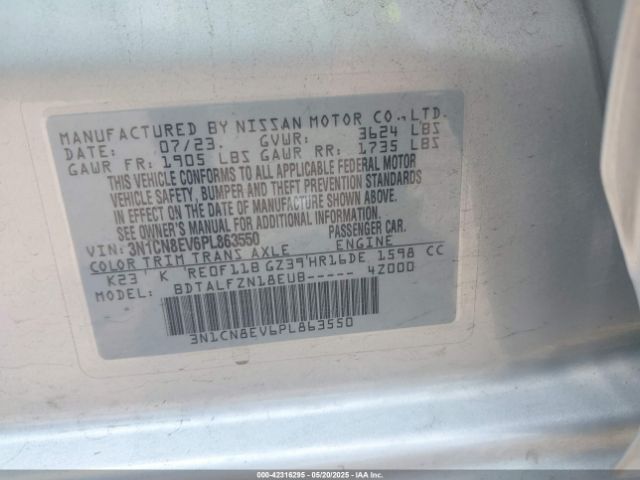 MANUFACTURED BY NISSAN MOTOR CO.,LTD.
DATE: 07/23. GVWR: 3624 LBS
GAWR FR: 1905 LBS GAWR RR: 1735 LBS
THIS VEHICLE CONFORMS TO ALL APPLICABLE FEDERAL MOTOR
VEHICLE SAFETY, BUMPER AND THEFT PREVENTION STANDARDS
IN EFFECT ON THE DATE OF MANUFACTURE SHOWN ABOVE.
SEE OWNER'S MANUAL FOR ADDITIONAL INFORMATION.
VIN: 3N1CN8EV6PL863550 PASSENGER CAR.
COLOR TRIM TRANS AXLE ENGINE
K23' K 'RE0F11B GZ39'HR16DE 1598 CC
MODEL: BDTALFZN18EUB----- 42000
3N1CN8EV6PL863550
000-42316295 - 05/20/2025 - IAAI